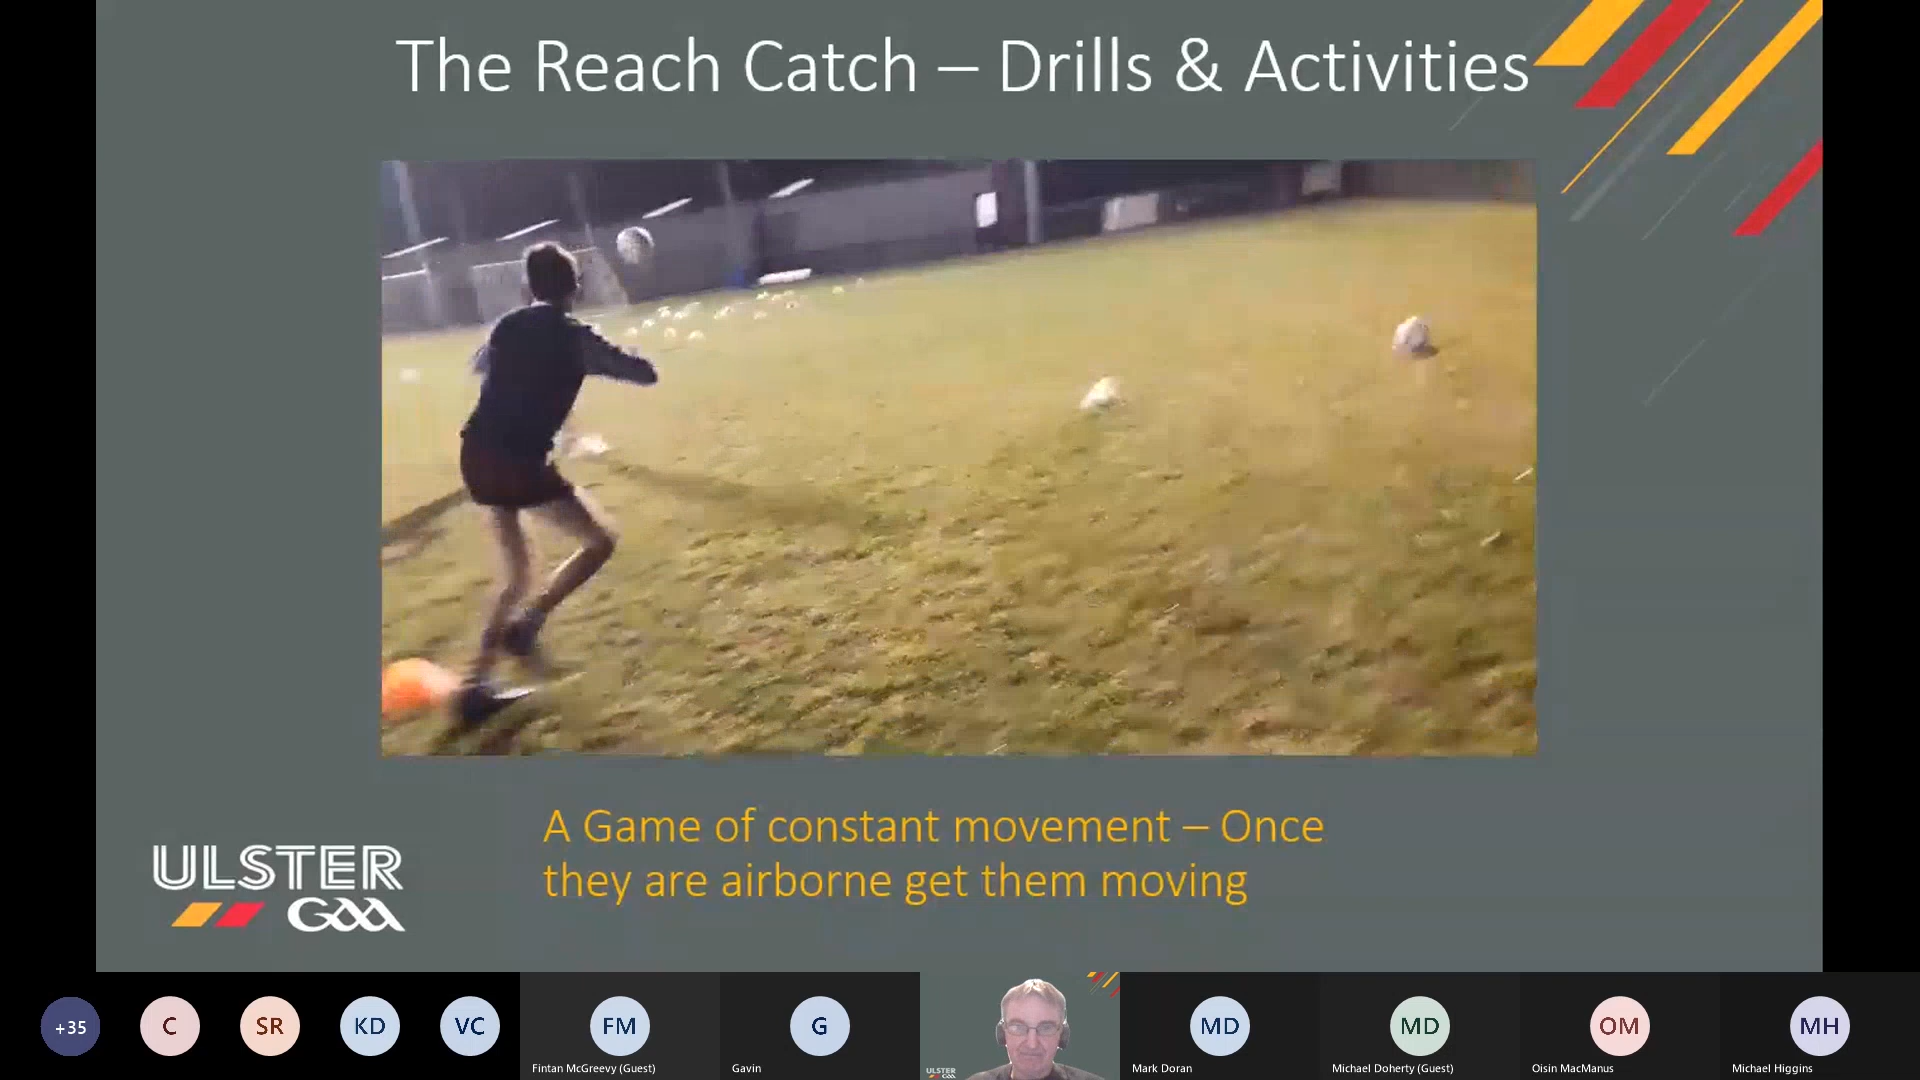 The Reach Catch – Drills & Activities
A Game of constant movement – Once
they are airborne get them moving
ULSTER
GAA
+35
C
SR
KD
VC
FM
G
MD
MD
OM
MH
Fintan McGreevy (Guest)
Gavin
ULSTER
GAA
Mark Doran
Michael Doherty (Guest)
Oisin MacManus
Michael Higgins